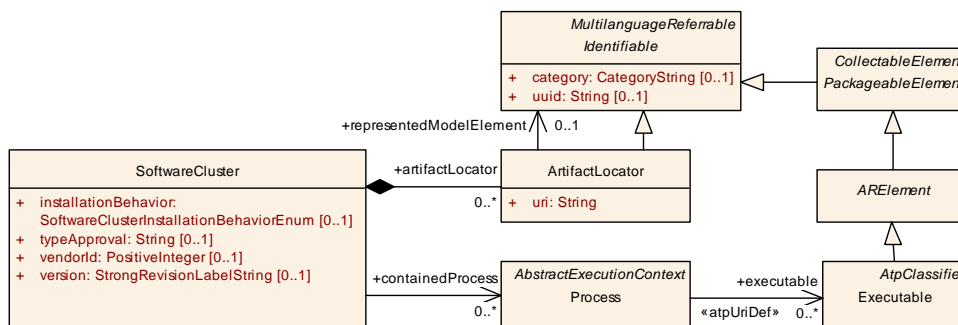 MultilanguageReferrable
Identifiable
+ category: CategoryString [0..1]
+ uuid: String [0..1]
CollectableElement
PackageableElement
+representedModelElement 0..1
SoftwareCluster
+ installationBehavior:
SoftwareClusterInstallationBehaviorEnum [0..1]
+ typeApproval: String [0..1]
+ vendorId: PositiveInteger [0..1]
+ version: StrongRevisionLabelString [0..1]
+artifactLocator
0..*
ArtifactLocator
+ uri: String
ARElement
+containedProcess
0..*
AbstractExecutionContext
Process
+executable
«atpUriDef» 0..*
AtpClassifie
Executable